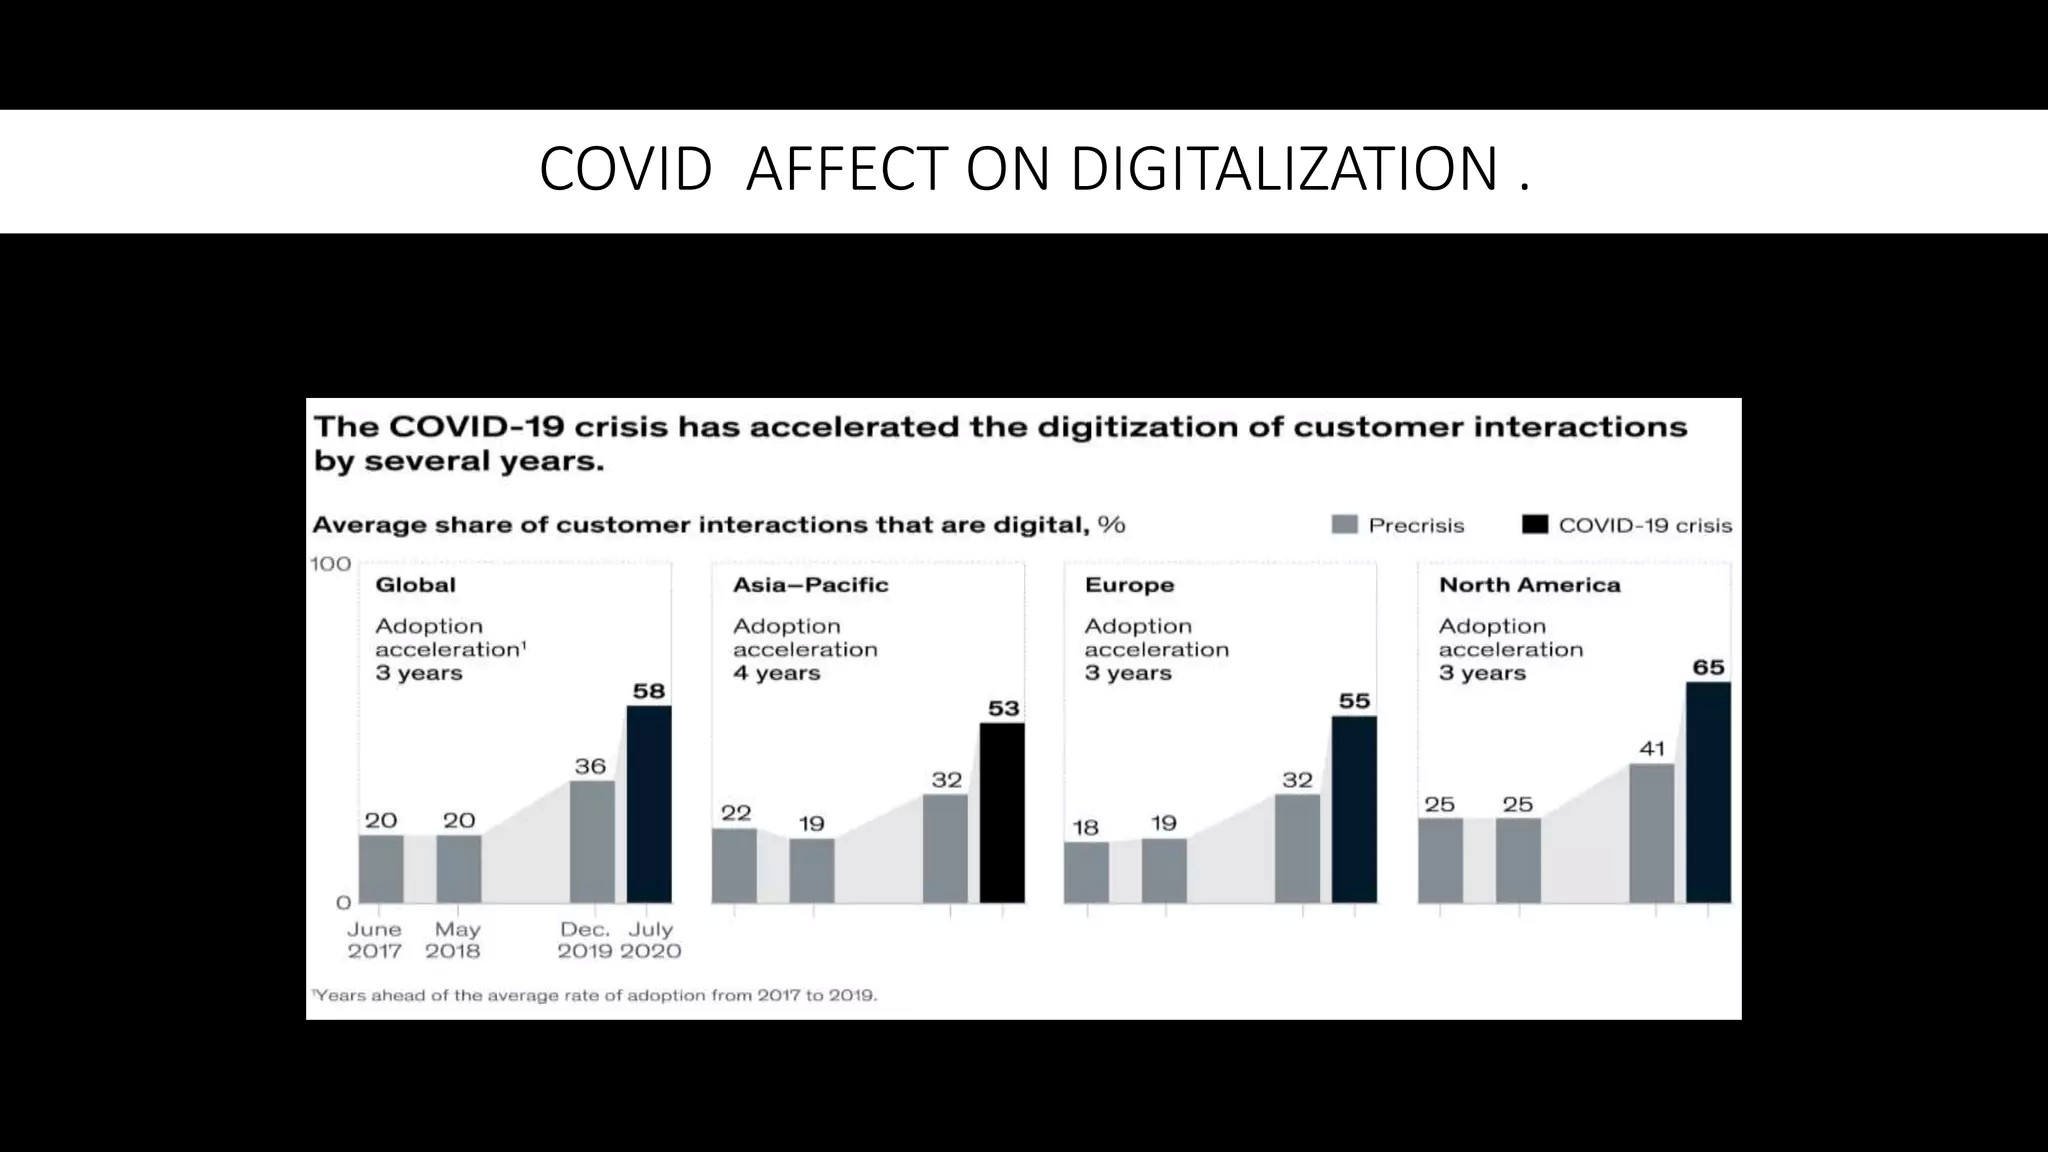 COVID AFFECT ON DIGITALIZATION .
The COVID-19 crisis has accelerated the digitization of customer interactions
by several years.
Average share of customer interactions that are digital, %
Precrisis
COVID-19 crisis
100
0
Global
Adoption
acceleration¹
3 years
20
20
36
58
June
2017
May
2018
Dec.
2019
July
2020
Asia–Pacific
Adoption
acceleration
4 years
22
19
32
53
Europe
Adoption
acceleration
3 years
18
19
32
55
North America
Adoption
acceleration
3 years
25
25
41
65
¹Years ahead of the average rate of adoption from 2017 to 2019.